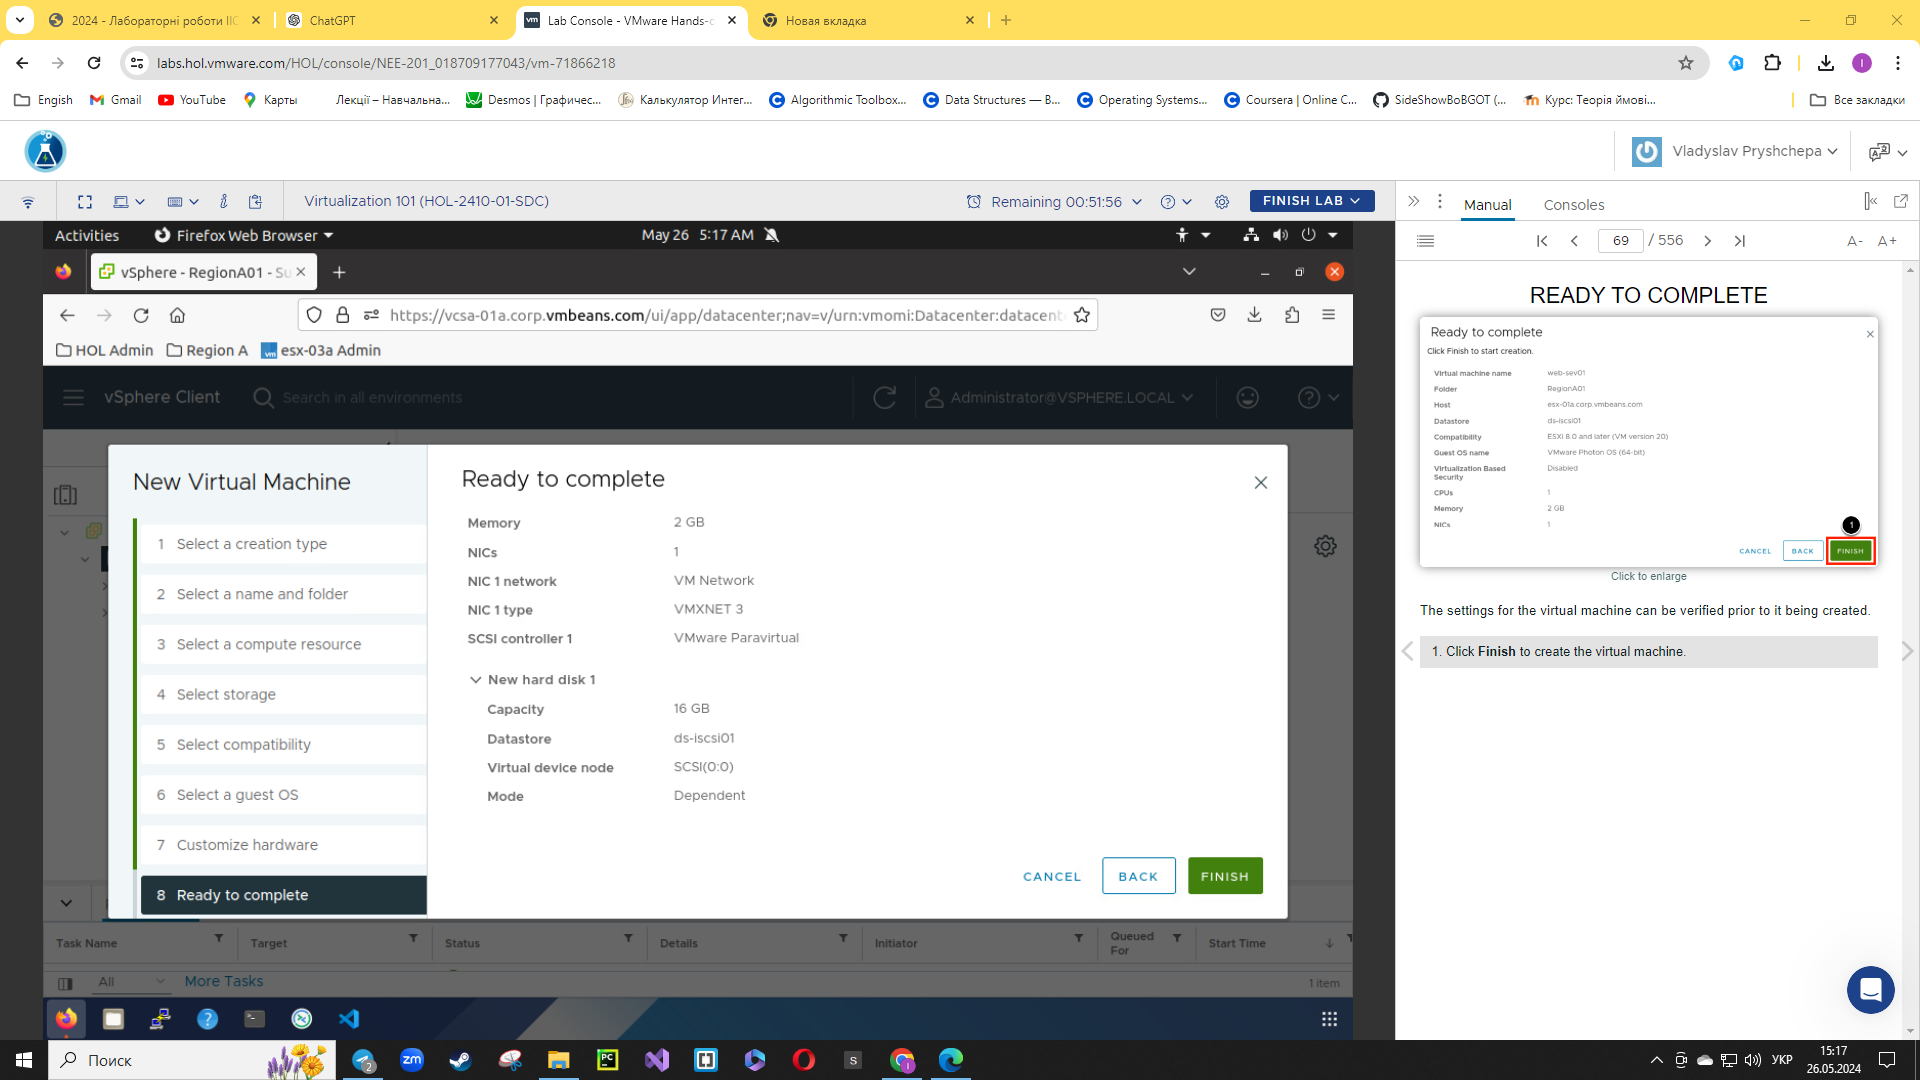 2024 - Лабораторні роботи ІІС
ChatGPT
Lab Console - VMware Hands-o
Новая вкладка
labs.hol.vmware.com/HOL/console/NEE-201_018709177043/vm-71866218
Engish
Gmail
YouTube
Карты
Лекції – Навчальна...
Desmos | Графичес...
Калькулятор Интег...
Algorithmic Toolbox...
Data Structures — В...
Operating Systems...
Coursera | Online C...
SideShowBoBGOT (...
Курс: Теорія ймові...
Все закладки
Vladyslav Pryshchepa
Virtualization 101 (HOL-2410-01-SDC)
Remaining 00:51:56
FINISH LAB
Manual
Consoles
69 / 556
A- A+
Activities
Firefox Web Browser
May 26 5:17 AM
vSphere - RegionA01 - Su
https://vcsa-01a.corp.vmbeans.com/ui/app/datacenter;nav=v/urn:vmomi:Datacenter:datacent
HOL Admin
Region A
esx-03a Admin
vSphere Client
Search in all environments
Administrator@VSPHERE.LOCAL
New Virtual Machine
1 Select a creation type
2 Select a name and folder
3 Select a compute resource
4 Select storage
5 Select compatibility
6 Select a guest OS
7 Customize hardware
8 Ready to complete
Ready to complete
Memory 2 GB
NICs 1
NIC 1 network VM Network
NIC 1 type VMXNET 3
SCSI controller 1 VMware Paravirtual
New hard disk 1
Capacity 16 GB
Datastore ds-iscsi01
Virtual device node SCSI(0:0)
Mode Dependent
CANCEL
BACK
FINISH
Task Name
Target
Status
Details
Initiator
Queued For
Start Time
All
More Tasks
1 item
READY TO COMPLETE
Ready to complete
Click Finish to start creation.
Virtual machine name web-sev01
Folder RegionA01
Host esx-01a.corp.vmbeans.com
Datastore ds-iscsi01
Compatibility ESXi 8.0 and later (VM version 20)
Guest OS name VMware Photon OS (64-bit)
Virtualization Based Security Disabled
CPUs 1
Memory 2 GB
NICs 1
1
CANCEL
BACK
FINISH
Click to enlarge
The settings for the virtual machine can be verified prior to it being created.
1. Click Finish to create the virtual machine.
Поиск
2
zm
PC
S
УКР
15:17
26.05.2024